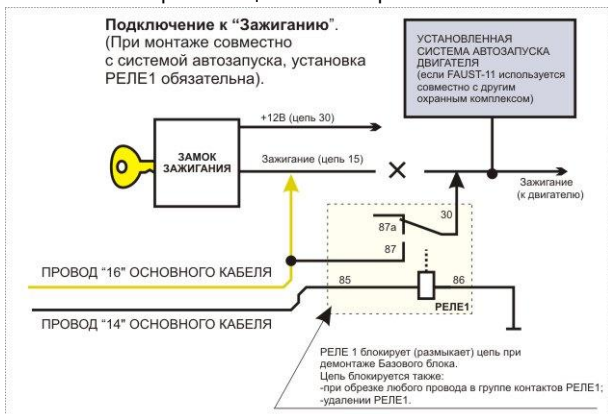 Подключение к “Зажиганию”.
(При монтаже совместно
с системой автозапуска, установка
РЕЛЕ1 обязательна).
УСТАНОВЛЕННАЯ
СИСТЕМА АВТОЗАПУСКА
ДВИГАТЕЛЯ
(если FAUST-11 используется
совместно с другим
охранным комплексом)
+12В (цепь 30)
ЗАМОК
ЗАЖИГАНИЯ
Зажигание (цепь 15)
Зажигание
(к двигателю)
30
87а
87
ПРОВОД “16" ОСНОВНОГО КАБЕЛЯ
85
86
РЕЛЕ1
ПРОВОД “14" ОСНОВНОГО КАБЕЛЯ
РЕЛЕ 1 блокирует (размыкает) цепь при
демонтаже Базового блока.
Цепь блокируется также:
-при обрезке любого провода в группе контактов РЕЛЕ1;
-удалении РЕЛЕ1.